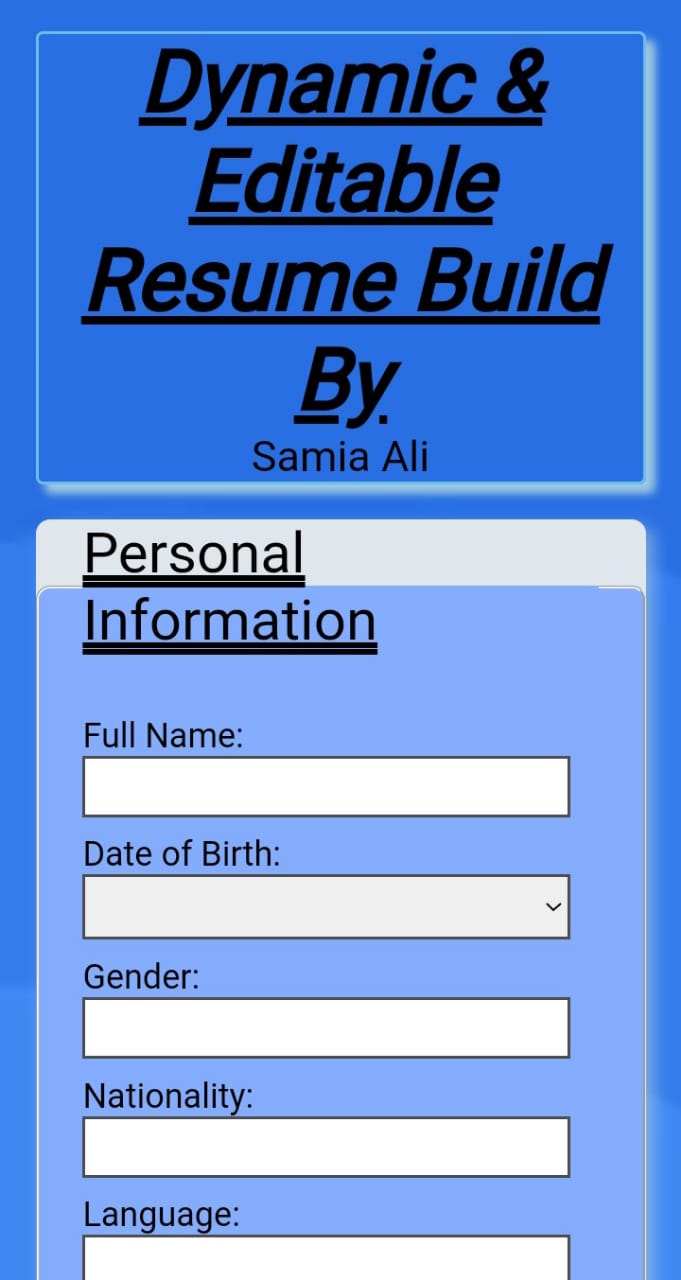 Dynamic &
Editable
Resume Build
By
Samia Ali
Personal
Information
Full Name:
Date of Birth:
Gender:
Nationality:
Language: